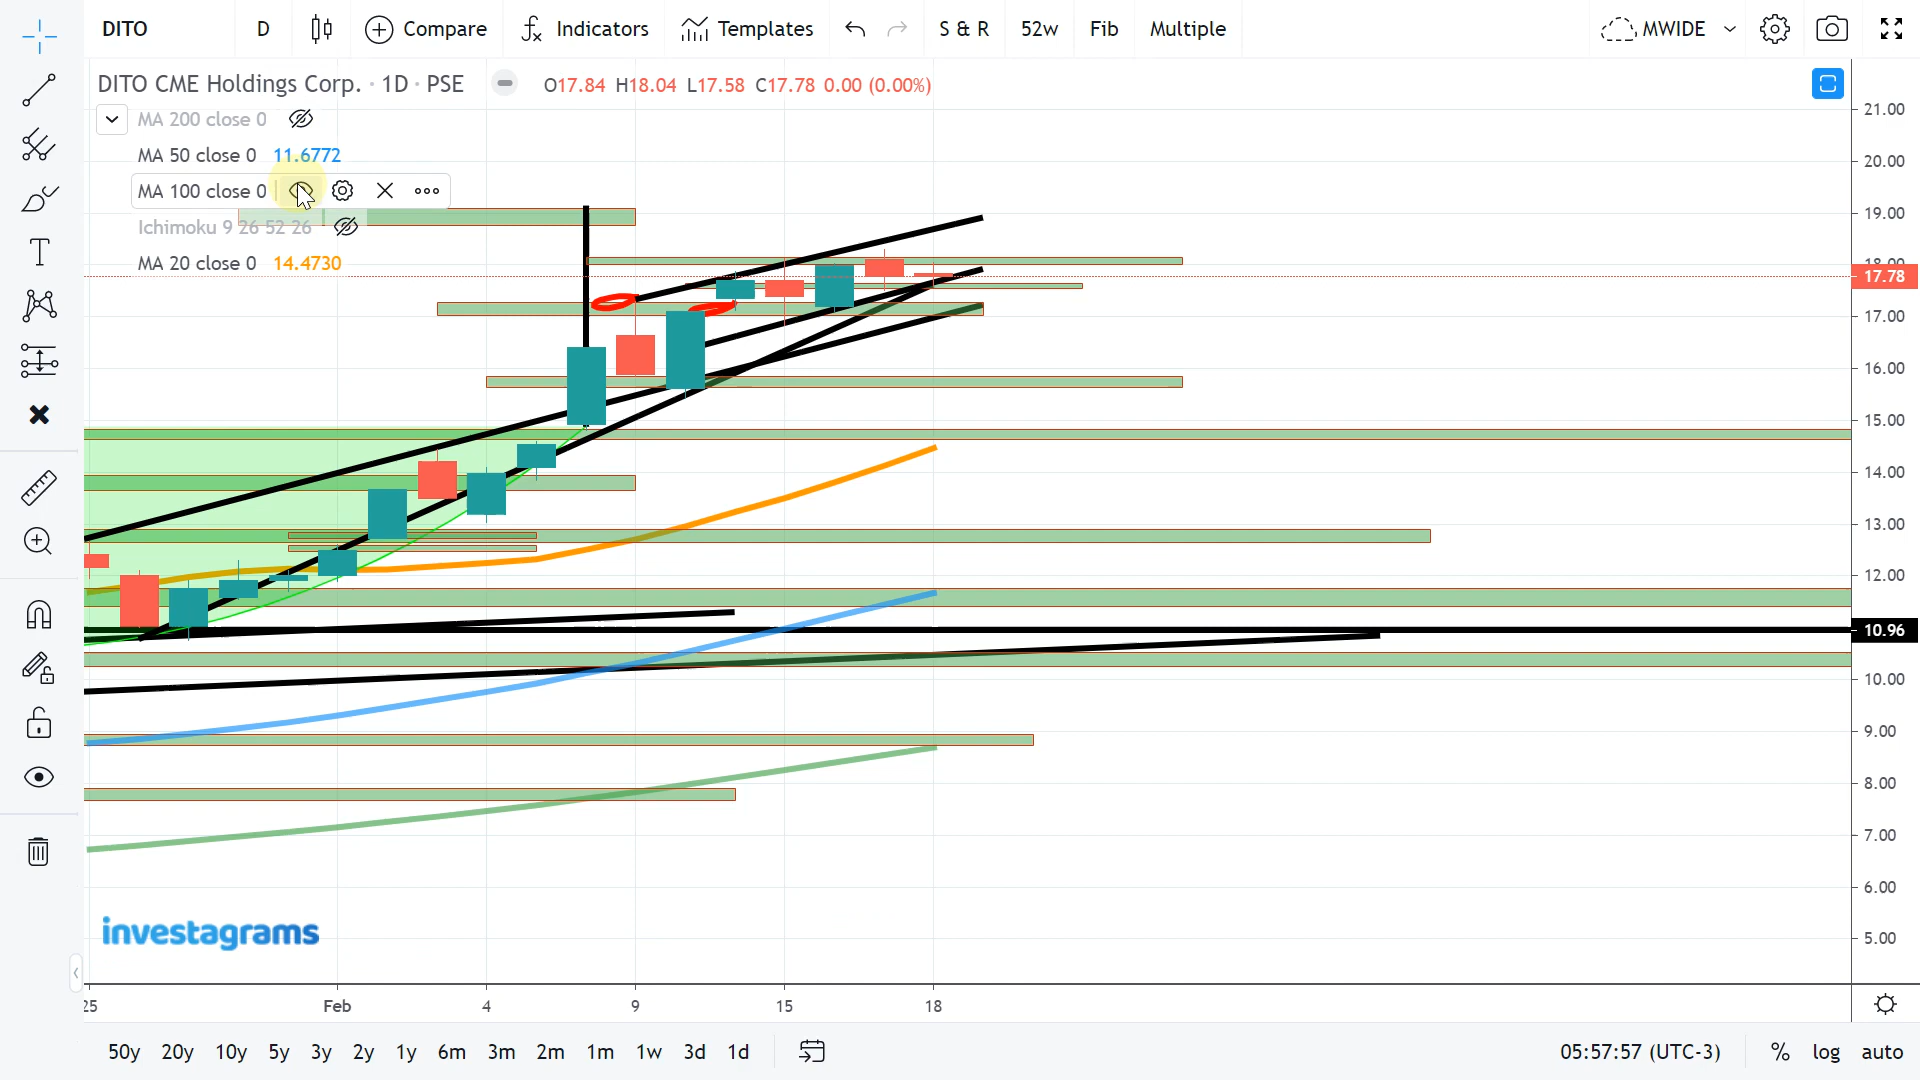 DITO D Compare Indicators Templates S & R 52w Fib Multiple MWIDE
DITO CME Holdings Corp. · 1D · PSE O17.84 H18.04 L17.58 C17.78 0.00 (0.00%)
MA 200 close 0
MA 50 close 0 11.6772
MA 100 close 0
Ichimoku 9 26 52 26
MA 20 close 0 14.4730
21.00
20.00
19.00
18.00
17.78
17.00
16.00
15.00
14.00
13.00
12.00
10.96
10.00
9.00
8.00
7.00
6.00
5.00
investagrams
25 Feb 4 9 15 18
50y 20y 10y 5y 3y 2y 1y 6m 3m 2m 1m 1w 3d 1d 05:57:57 (UTC-3) % log auto